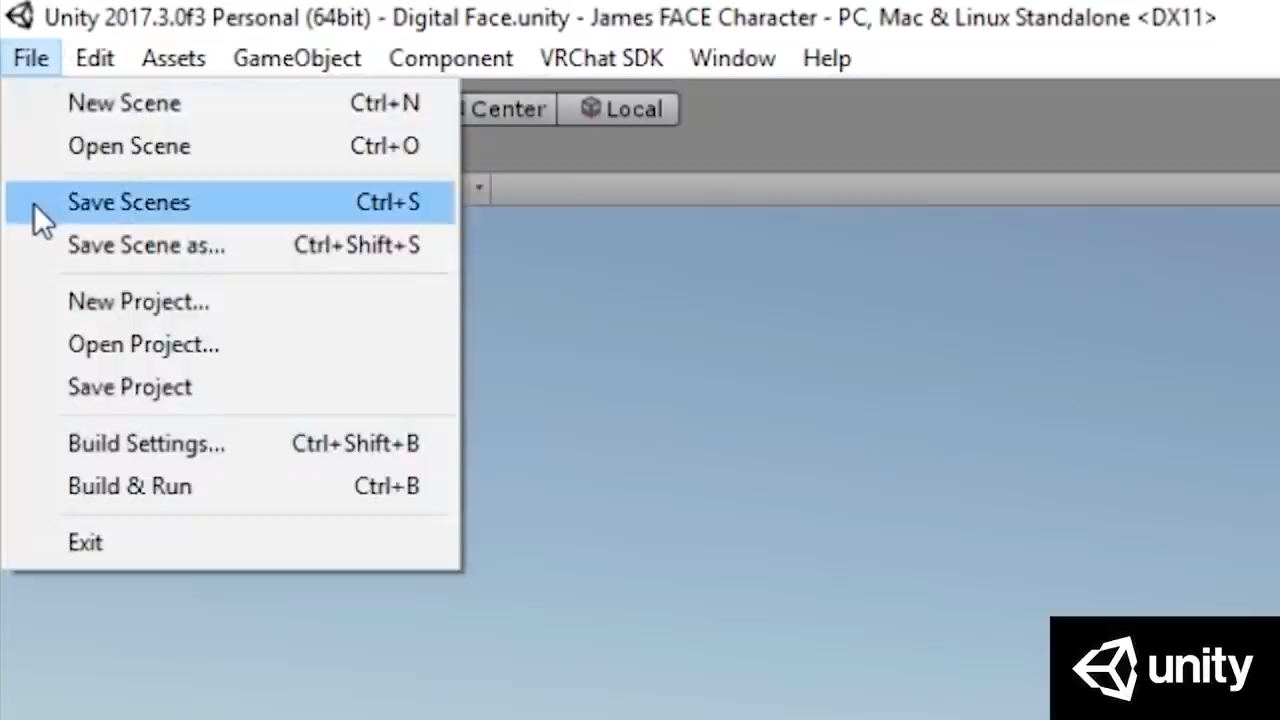 Unity 2017.3.0f3 Personal (64bit) - Digital Face.unity - James FACE Character - PC, Mac & Linux Standalone <DX11>
File Edit Assets GameObject Component VRChat SDK Window Help
New Scene Ctrl+N
Center Local
Open Scene Ctrl+O
Save Scenes Ctrl+S
Save Scene as... Ctrl+Shift+S
New Project...
Open Project...
Save Project
Build Settings... Ctrl+Shift+B
Build & Run Ctrl+B
Exit
unity